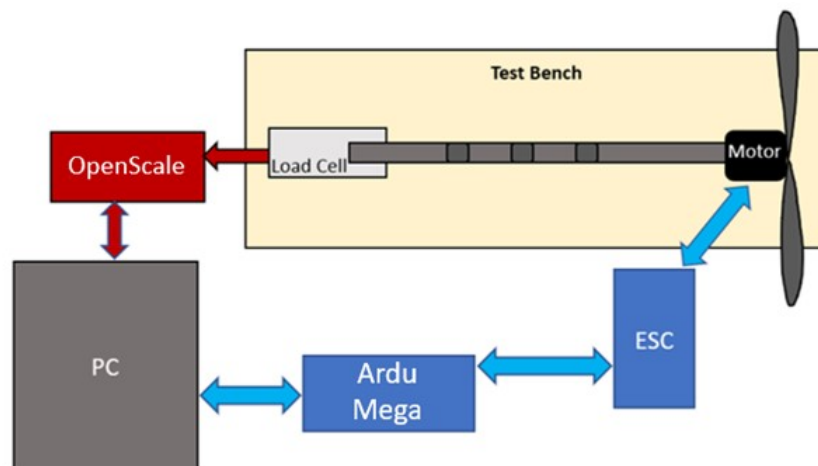 Test Bench
OpenScale
Load Cell
Motor
PC
Ardu
Mega
ESC